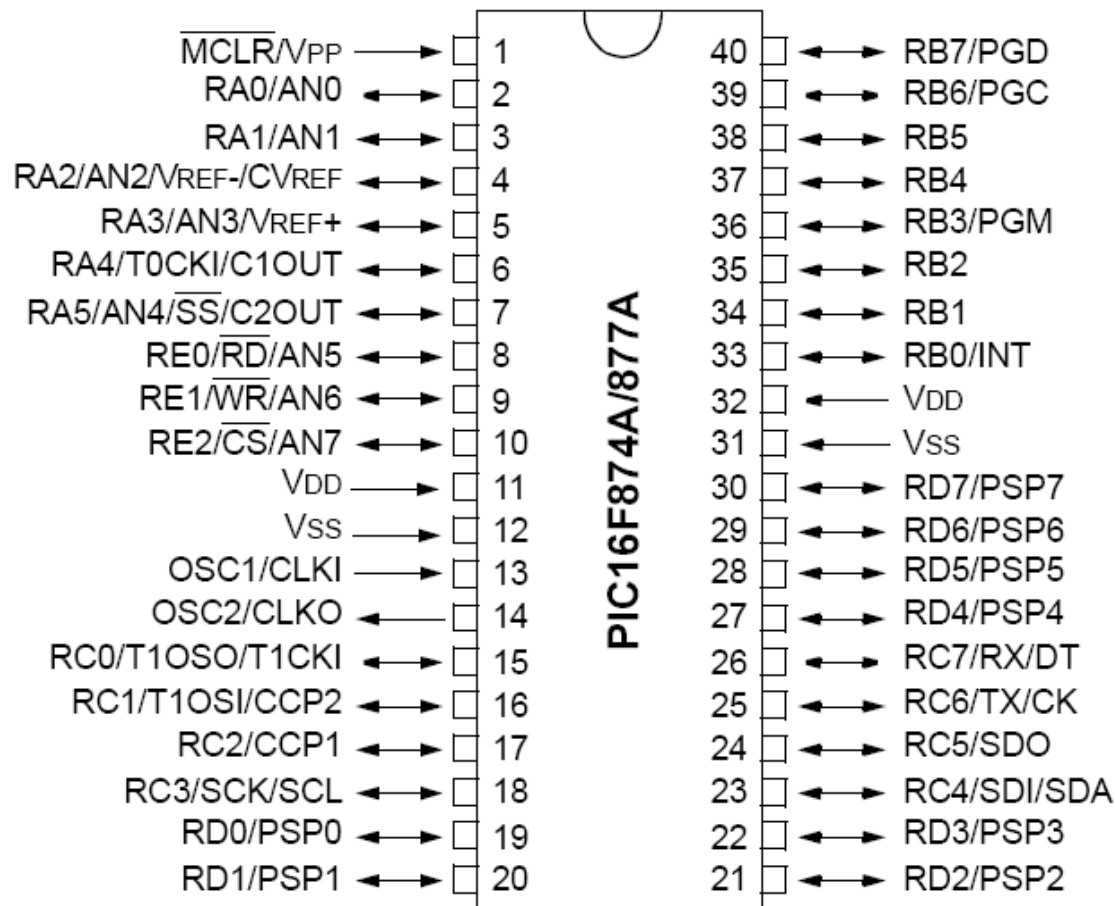 MCLR/VPP 1 40 RB7/PGD
RA0/AN0 2 39 RB6/PGC
RA1/AN1 3 38 RB5
RA2/AN2/VREF-/CVREF 4 37 RB4
RA3/AN3/VREF+ 5 36 RB3/PGM
RA4/T0CKI/C1OUT 6 35 RB2
RA5/AN4/SS/C2OUT 7 34 RB1
RE0/RD/AN5 8 33 RB0/INT
RE1/WR/AN6 9 32 VDD
RE2/CS/AN7 10 31 VSS
VDD 11 30 RD7/PSP7
VSS 12 29 RD6/PSP6
OSC1/CLKI 13 28 RD5/PSP5
OSC2/CLKO 14 27 RD4/PSP4
RC0/T1OSO/T1CKI 15 26 RC7/RX/DT
RC1/T1OSI/CCP2 16 25 RC6/TX/CK
RC2/CCP1 17 24 RC5/SDO
RC3/SCK/SCL 18 23 RC4/SDI/SDA
RD0/PSP0 19 22 RD3/PSP3
RD1/PSP1 20 21 RD2/PSP2
PIC16F874A/877A